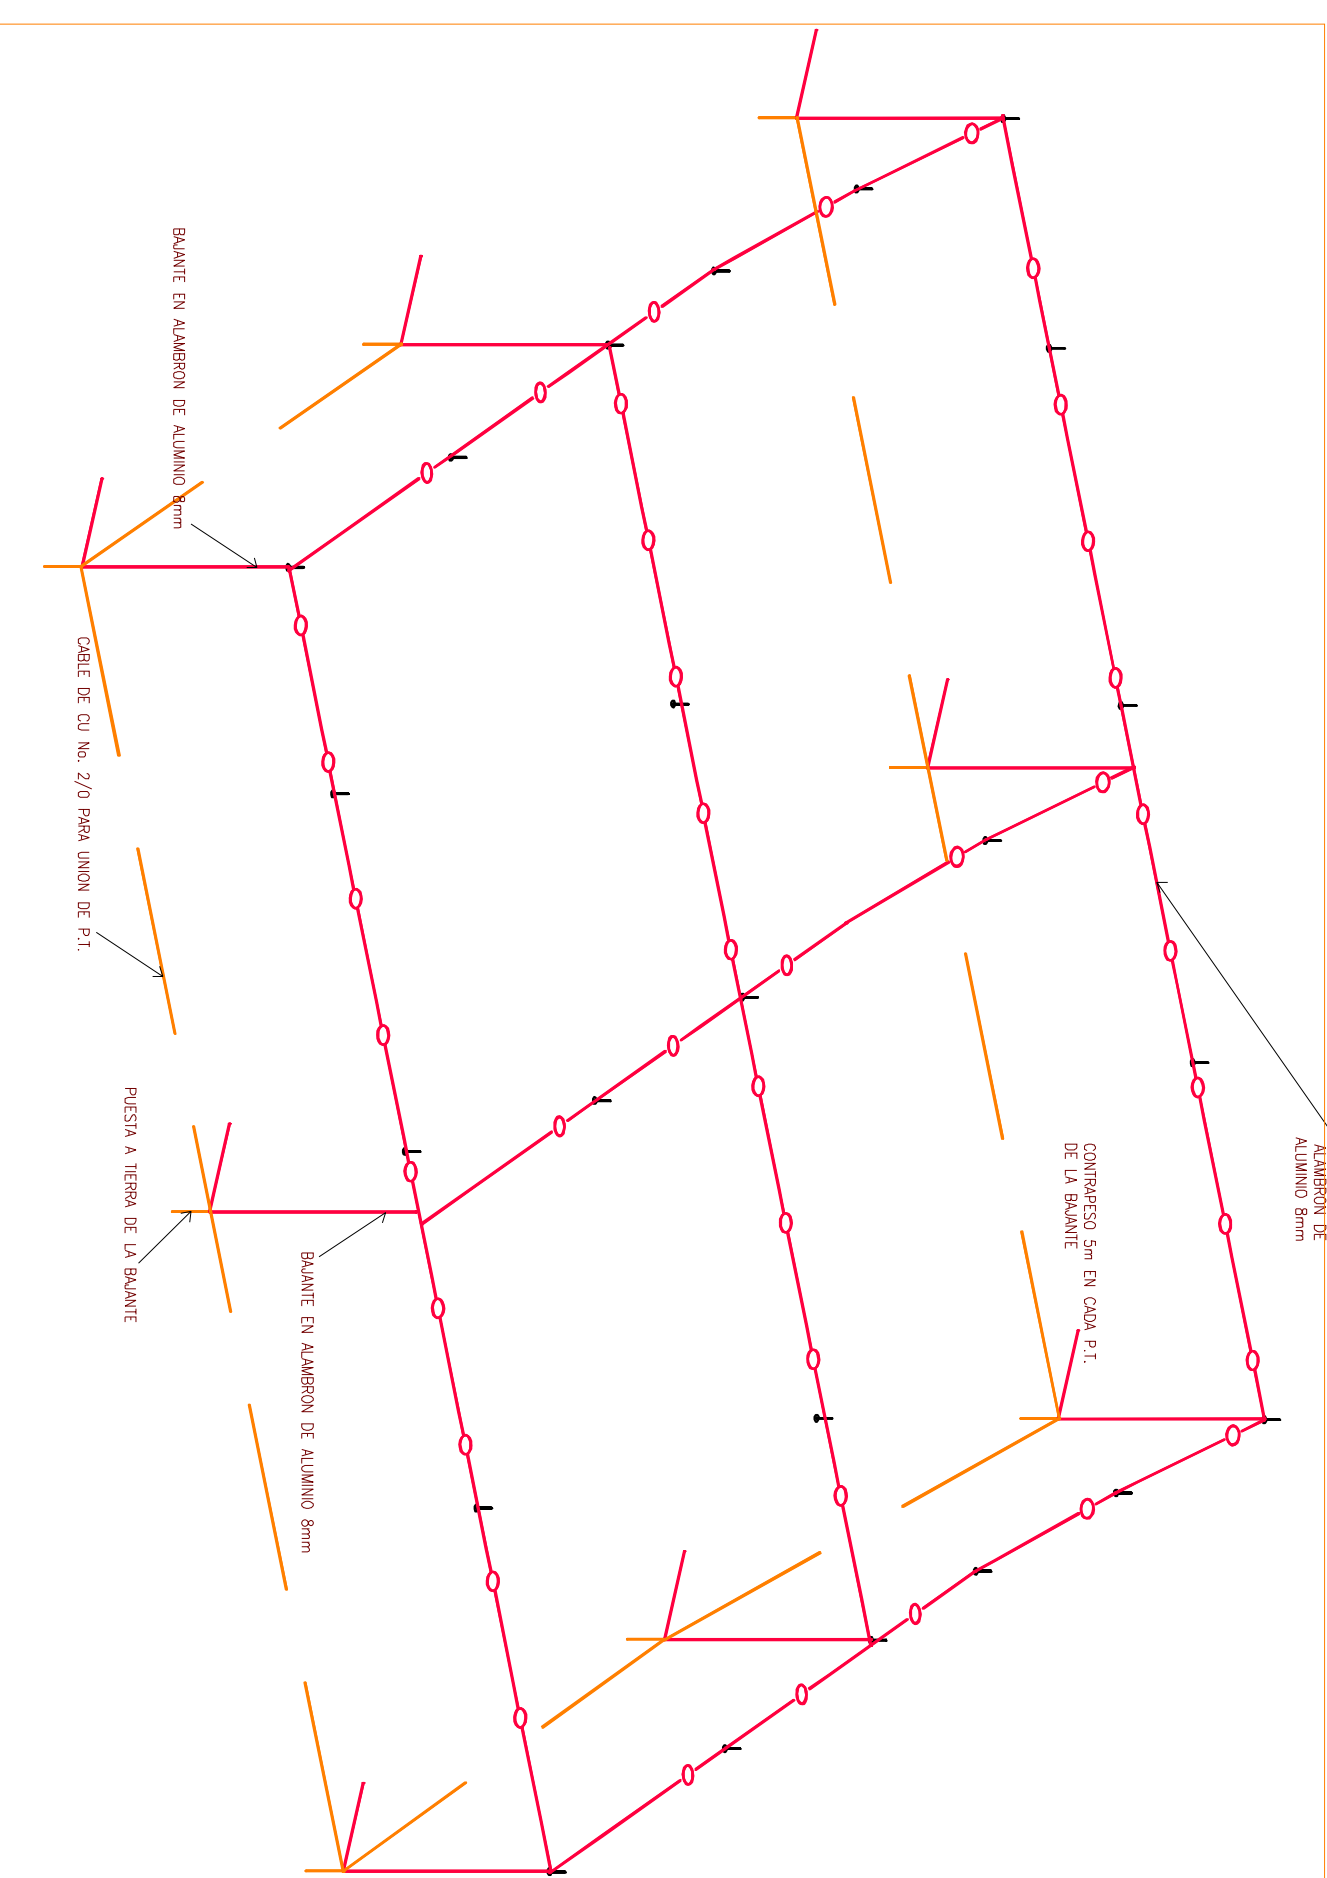 ALAMBRON DE
ALUMINIO 8mm
CONTRAPESO 5m EN CADA P.T.
DE LA BAJANTE
BAJANTE EN ALAMBRON DE ALUMINIO 8mm
BAJANTE EN ALAMBRON DE ALUMINIO 8mm
PUESTA A TIERRA DE LA BAJANTE
CABLE DE CU No. 2/0 PARA UNION DE P.T.